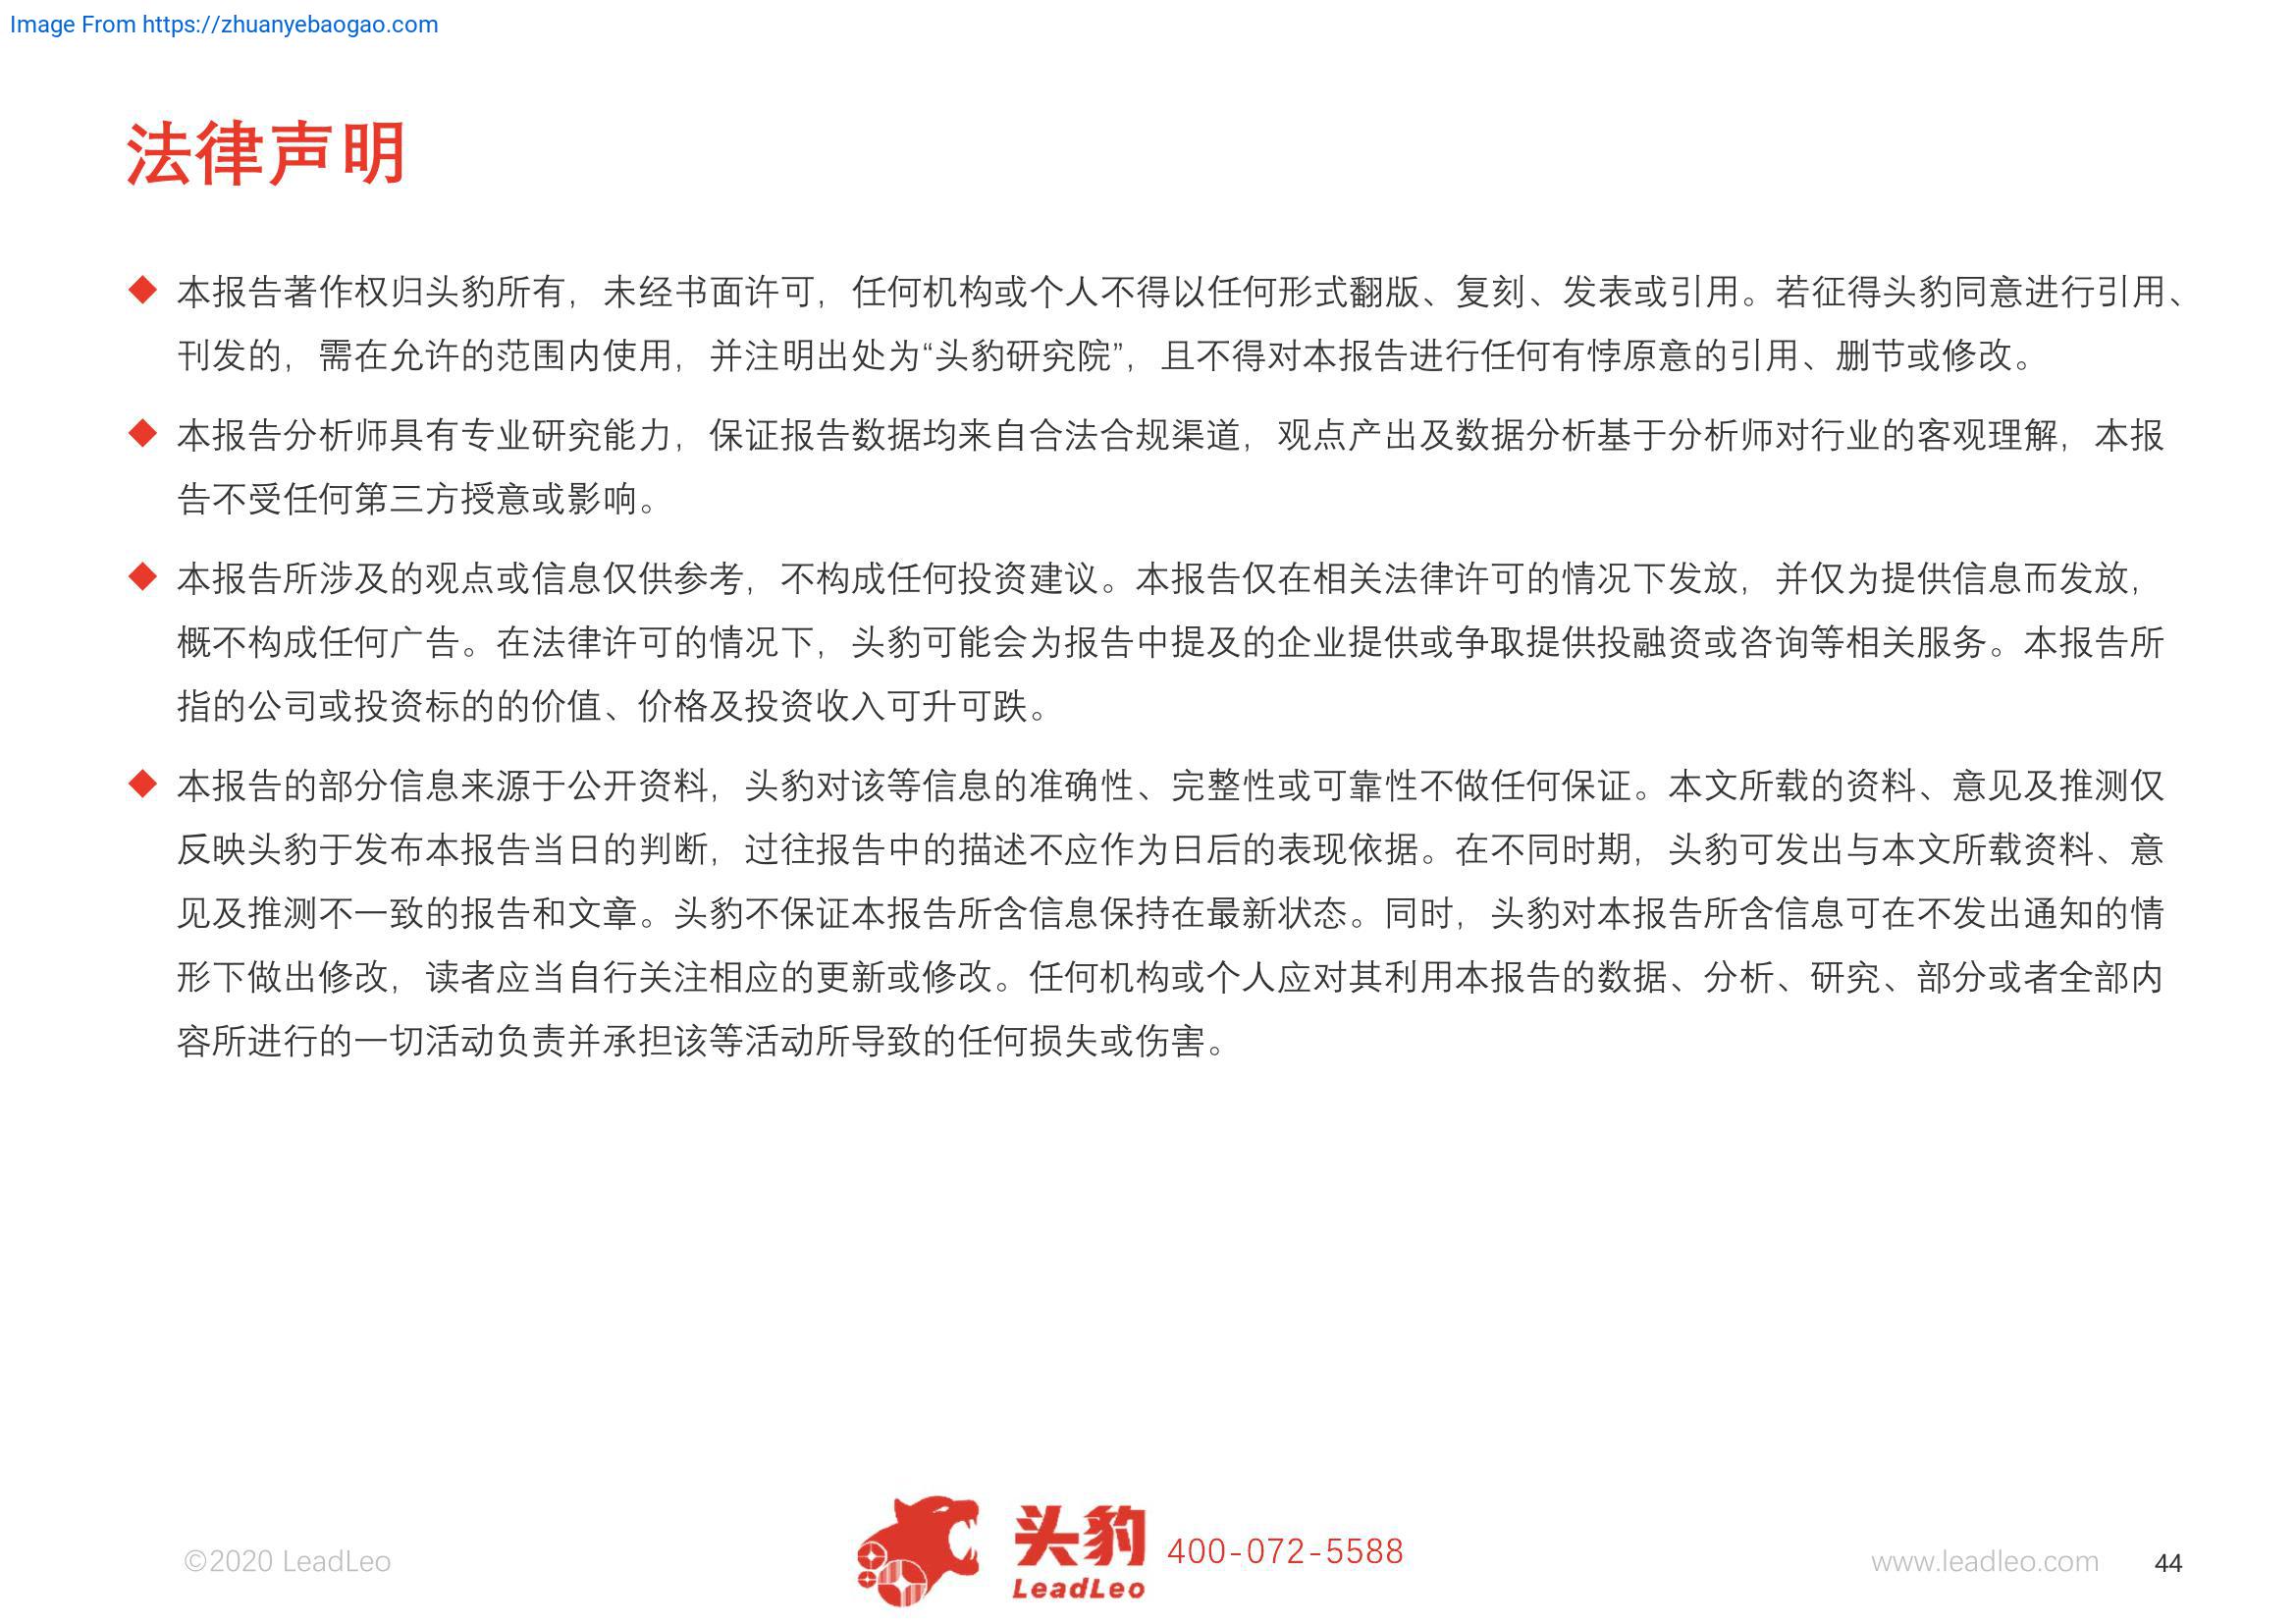 Image From https://zhuanyebaogao.com
法律声明
◆ 本报告著作权归头豹所有，未经书面许可，任何机构或个人不得以任何形式翻版、复刻、发表或引用。若征得头豹同意进行引用、
刊发的，需在允许的范围内使用，并注明出处为“头豹研究院”，且不得对本报告进行任何有悖原意的引用、删节或修改。
◆ 本报告分析师具有专业研究能力，保证报告数据均来自合法合规渠道，观点产出及数据分析基于分析师对行业的客观理解，本报
告不受任何第三方授意或影响。
◆ 本报告所涉及的观点或信息仅供参考，不构成任何投资建议。本报告仅在相关法律许可的情况下发放，并仅为提供信息而发放，
概不构成任何广告。在法律许可的情况下，头豹可能会为报告中提及的企业提供或争取提供投融资或咨询等相关服务。本报告所
指的公司或投资标的的价值、价格及投资收入可升可跌。
◆ 本报告的部分信息来源于公开资料，头豹对该等信息的准确性、完整性或可靠性不做任何保证。本文所载的资料、意见及推测仅
反映头豹于发布本报告当日的判断，过往报告中的描述不应作为日后的表现依据。在不同时期，头豹可发出与本文所载资料、意
见及推测不一致的报告和文章。头豹不保证本报告所含信息保持在最新状态。同时，头豹对本报告所含信息可在不发出通知的情
形下做出修改，读者应当自行关注相应的更新或修改。任何机构或个人应对其利用本报告的数据、分析、研究、部分或者全部内
容所进行的一切活动负责并承担该等活动所导致的任何损失或伤害。
©2020 LeadLeo
头豹
LeadLeo
400-072-5588
www.leadleo.com
44